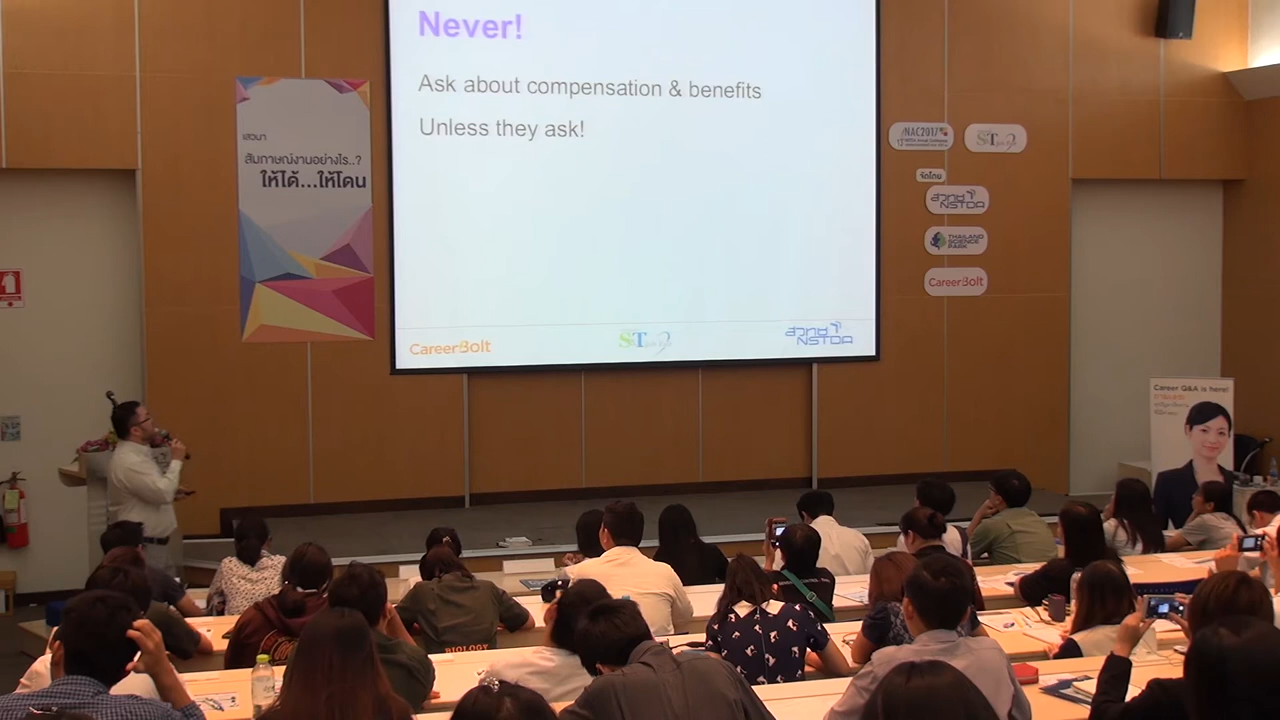 Never!
Ask about compensation & benefits
Unless they ask!
CareerBolt
S&T
สวทช
NSTDA
เสวนา
สัมภาษณ์งานอย่างไร..?
ให้ได้...ให้โดน
NAC2017
S&T
จัดโดย
สวทช
NSTDA
THAILAND
SCIENCE
PARK
CareerBolt
Career Q&A is here!
BIOLOGY